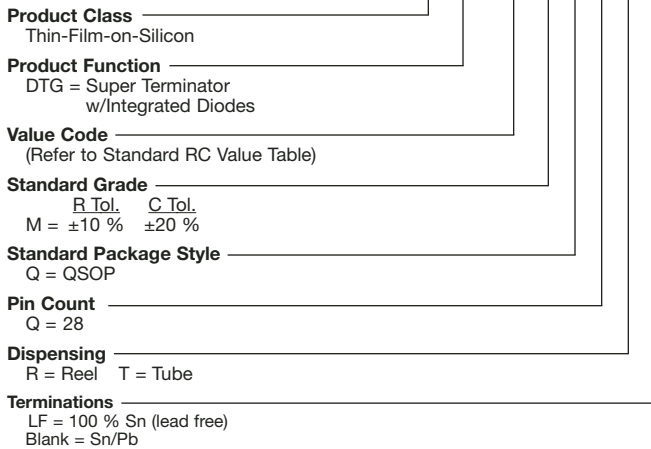 Product Class
Thin-Film-on-Silicon
Product Function
DTG = Super Terminator
w/Integrated Diodes
Value Code
(Refer to Standard RC Value Table)
Standard Grade
R Tol. C Tol.
M = ±10 % ±20 %
Standard Package Style
Q = QSOP
Pin Count
Q = 28
Dispensing
R = Reel T = Tube
Terminations
LF = 100 % Sn (lead free)
Blank = Sn/Pb